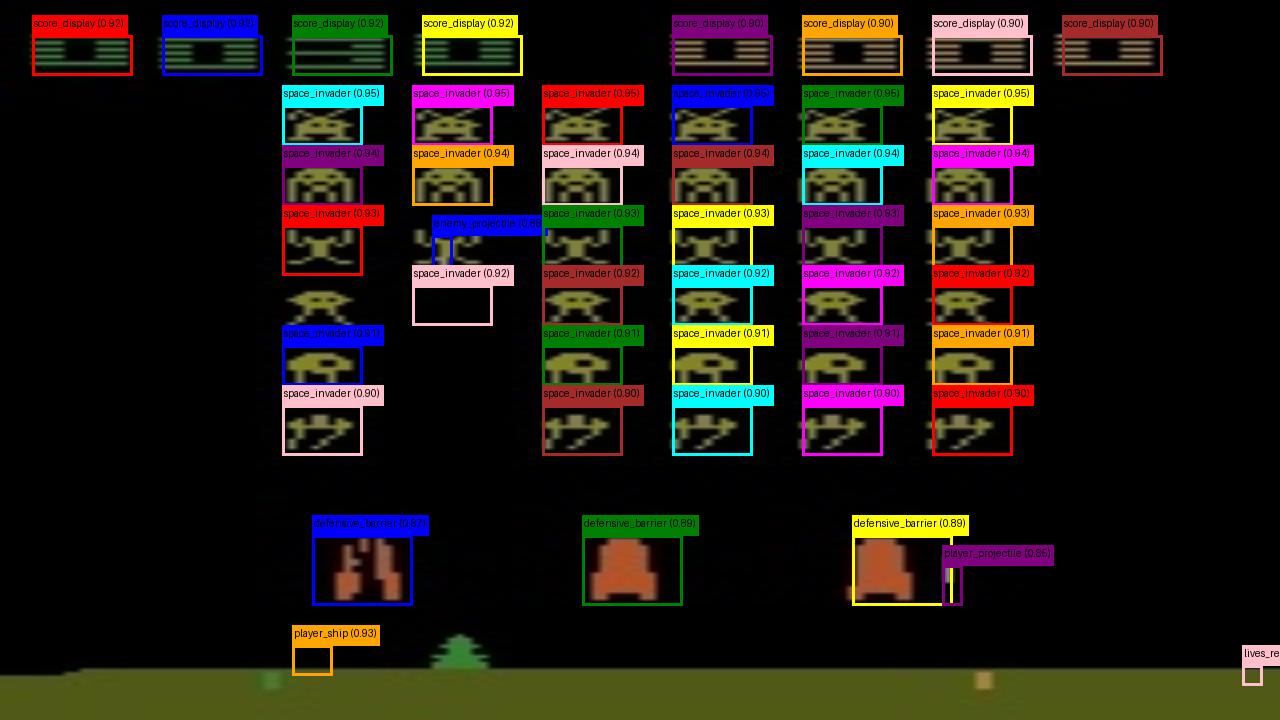 score_display (0.92) score_display (0.92) score_display (0.92) score_display (0.92) score_display (0.90) score_display (0.90) score_display (0.90) score_display (0.90)
space_invader (0.95) space_invader (0.95) space_invader (0.95) space_invader (0.95) space_invader (0.95) space_invader (0.95)
space_invader (0.94) space_invader (0.94) space_invader (0.94) space_invader (0.94) space_invader (0.94) space_invader (0.94)
space_invader (0.93) space_invader (0.93) space_invader (0.93) space_invader (0.93) space_invader (0.93)
enemy_projectile
space_invader (0.92) space_invader (0.92) space_invader (0.92) space_invader (0.92) space_invader (0.92)
space_invader (0.91) space_invader (0.91) space_invader (0.91) space_invader (0.91) space_invader (0.91)
space_invader (0.90) space_invader (0.90) space_invader (0.90) space_invader (0.90) space_invader (0.90)
defensive_barrier (0.87) defensive_barrier (0.89) defensive_barrier (0.89)
player_projectile (0.86)
player_ship (0.93)
lives_re